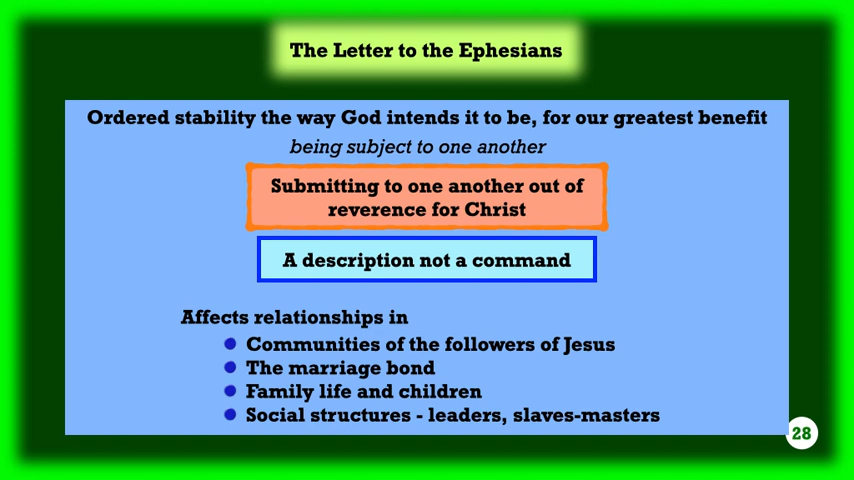 The Letter to the Ephesians
Ordered stability the way God intends it to be, for our greatest benefit
being subject to one another
Submitting to one another out of
reverence for Christ
A description not a command
Affects relationships in
Communities of the followers of Jesus
The marriage bond
Family life and children
Social structures - leaders, slaves-masters
28